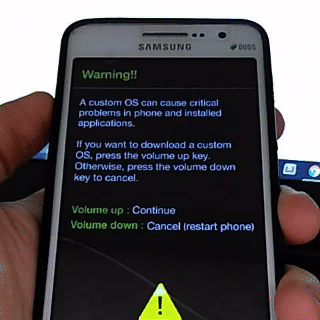 SAMSUNG
DUOS
Warning!!
A custom OS can cause critical
problems in phone and installed
applications.
If you want to download a custom
OS, press the volume up key.
Otherwise, press the volume down
key to cancel.
Volume up : Continue
Volume down : Cancel (restart phone)
!